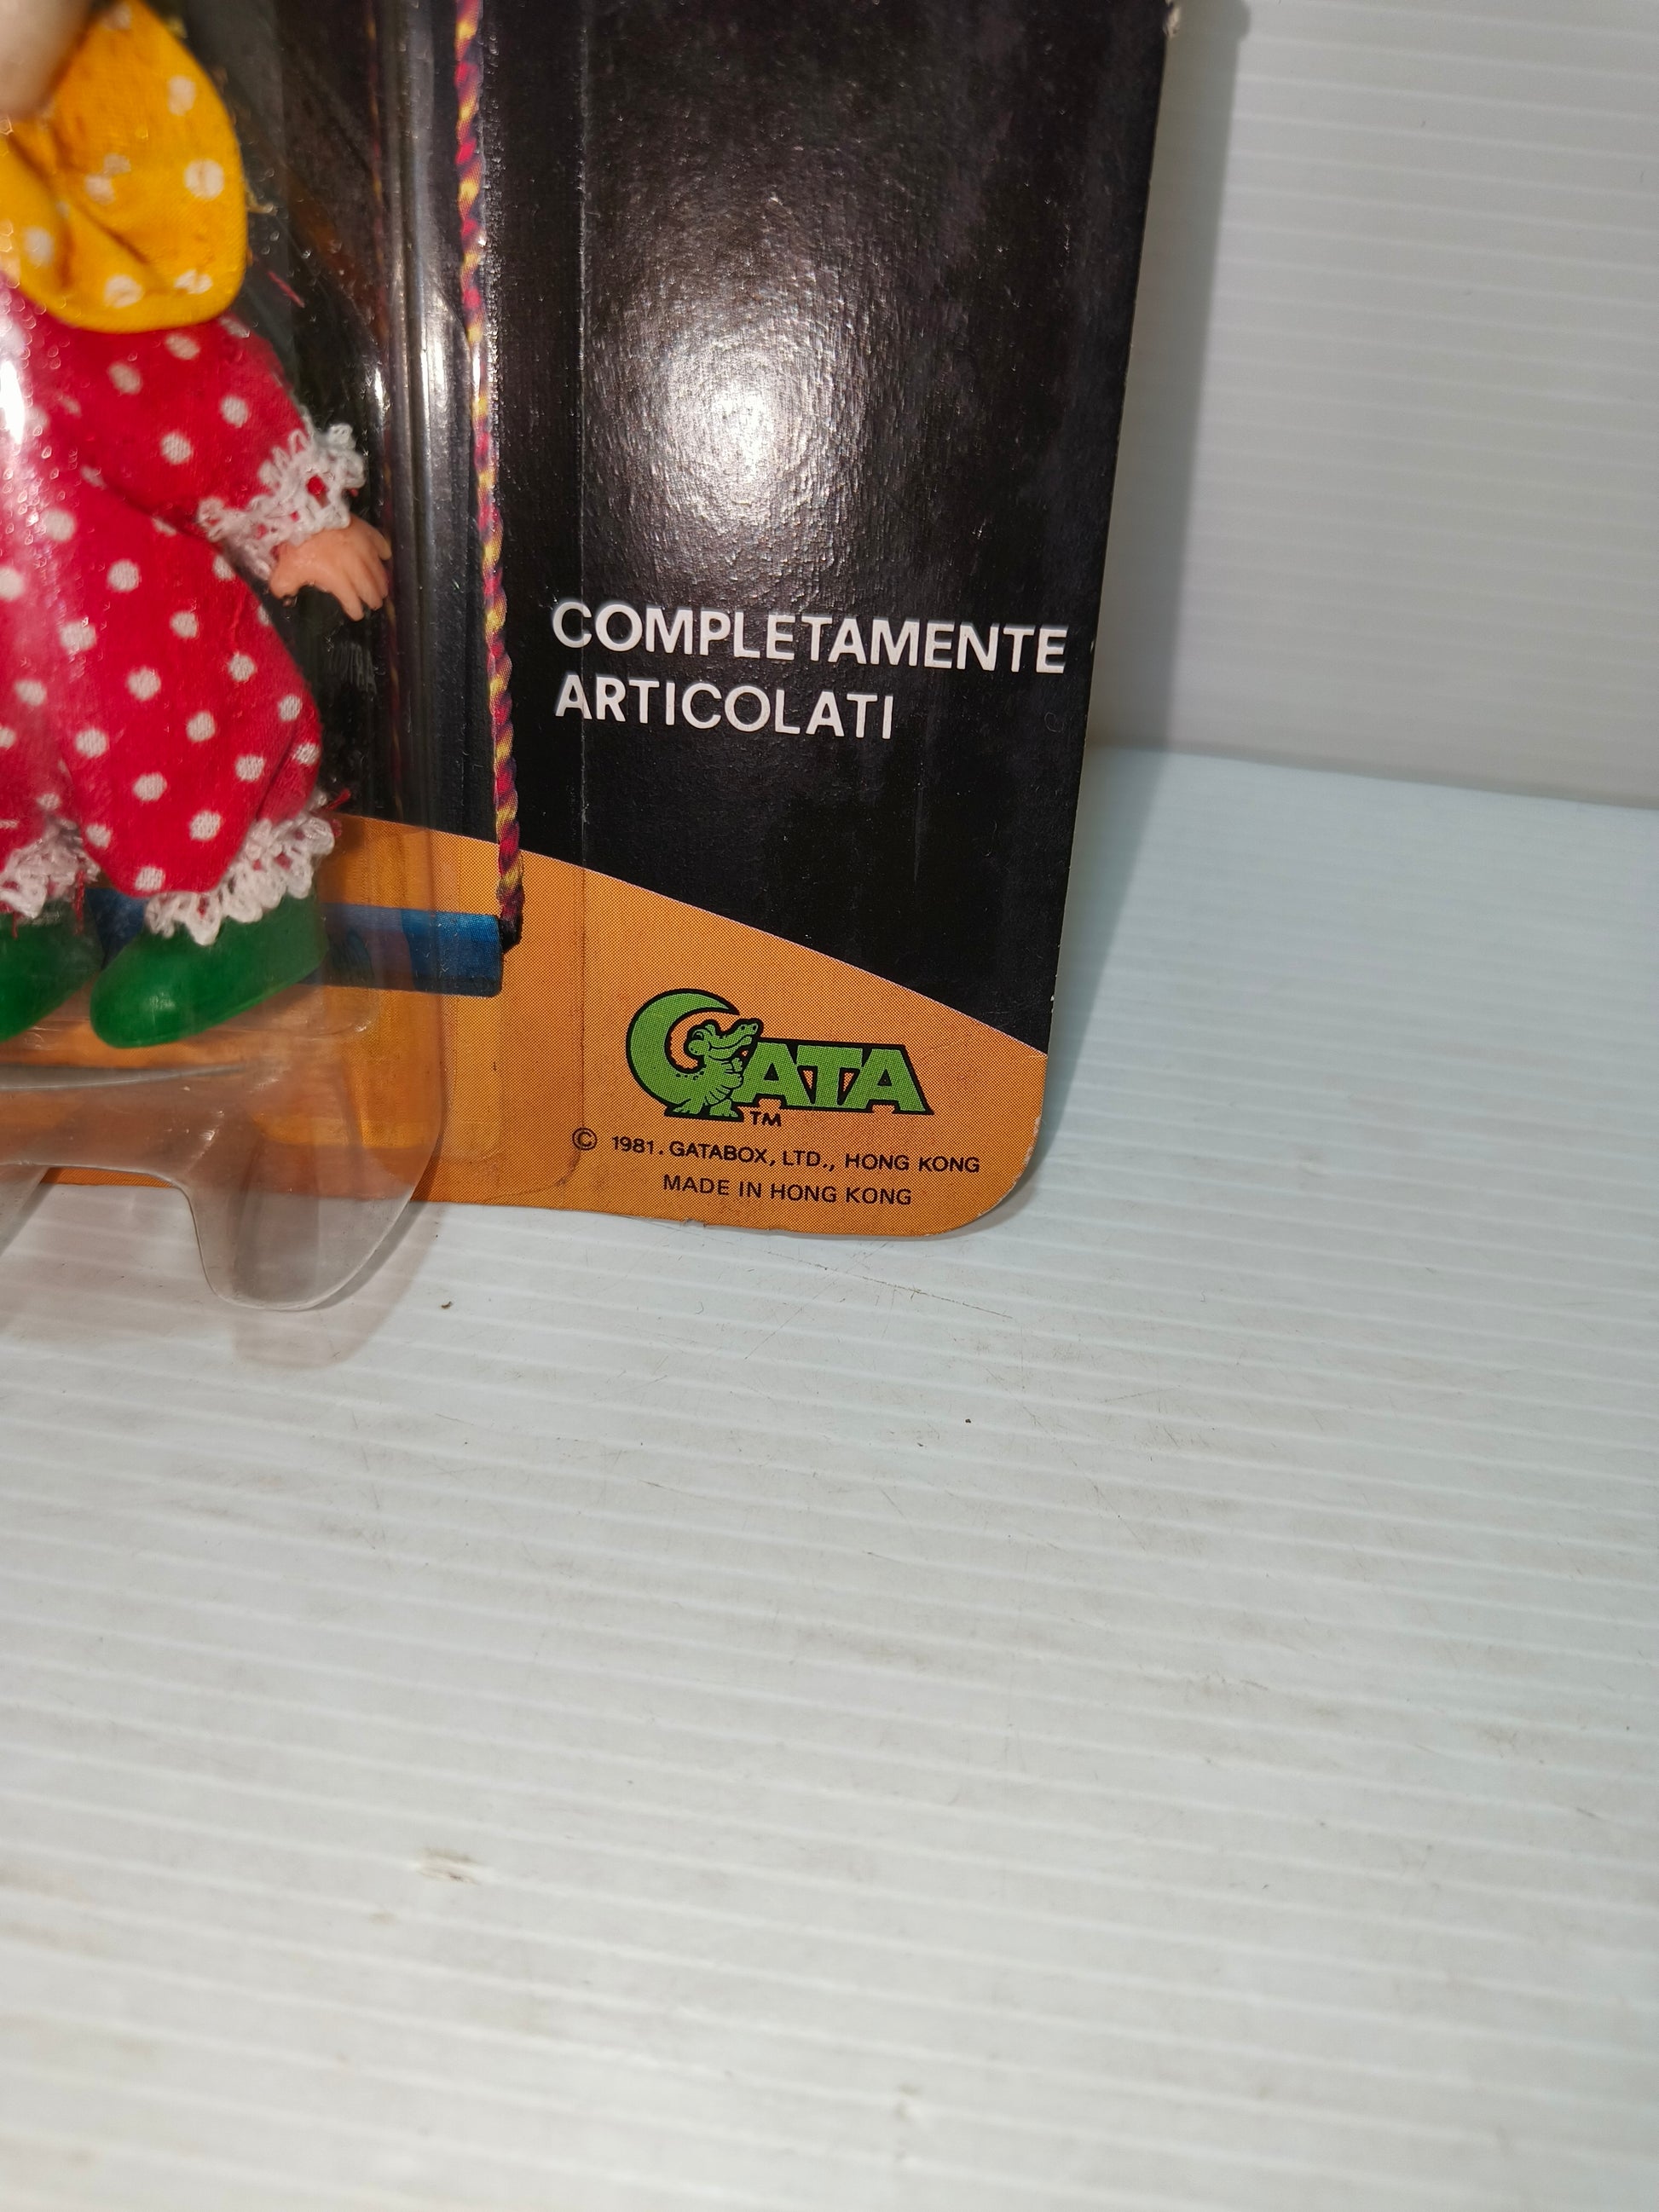 COMPLETAMENTE
ARTICOLATI
GATA
TM
© 1981. GATABOX, LTD., HONG KONG
MADE IN HONG KONG